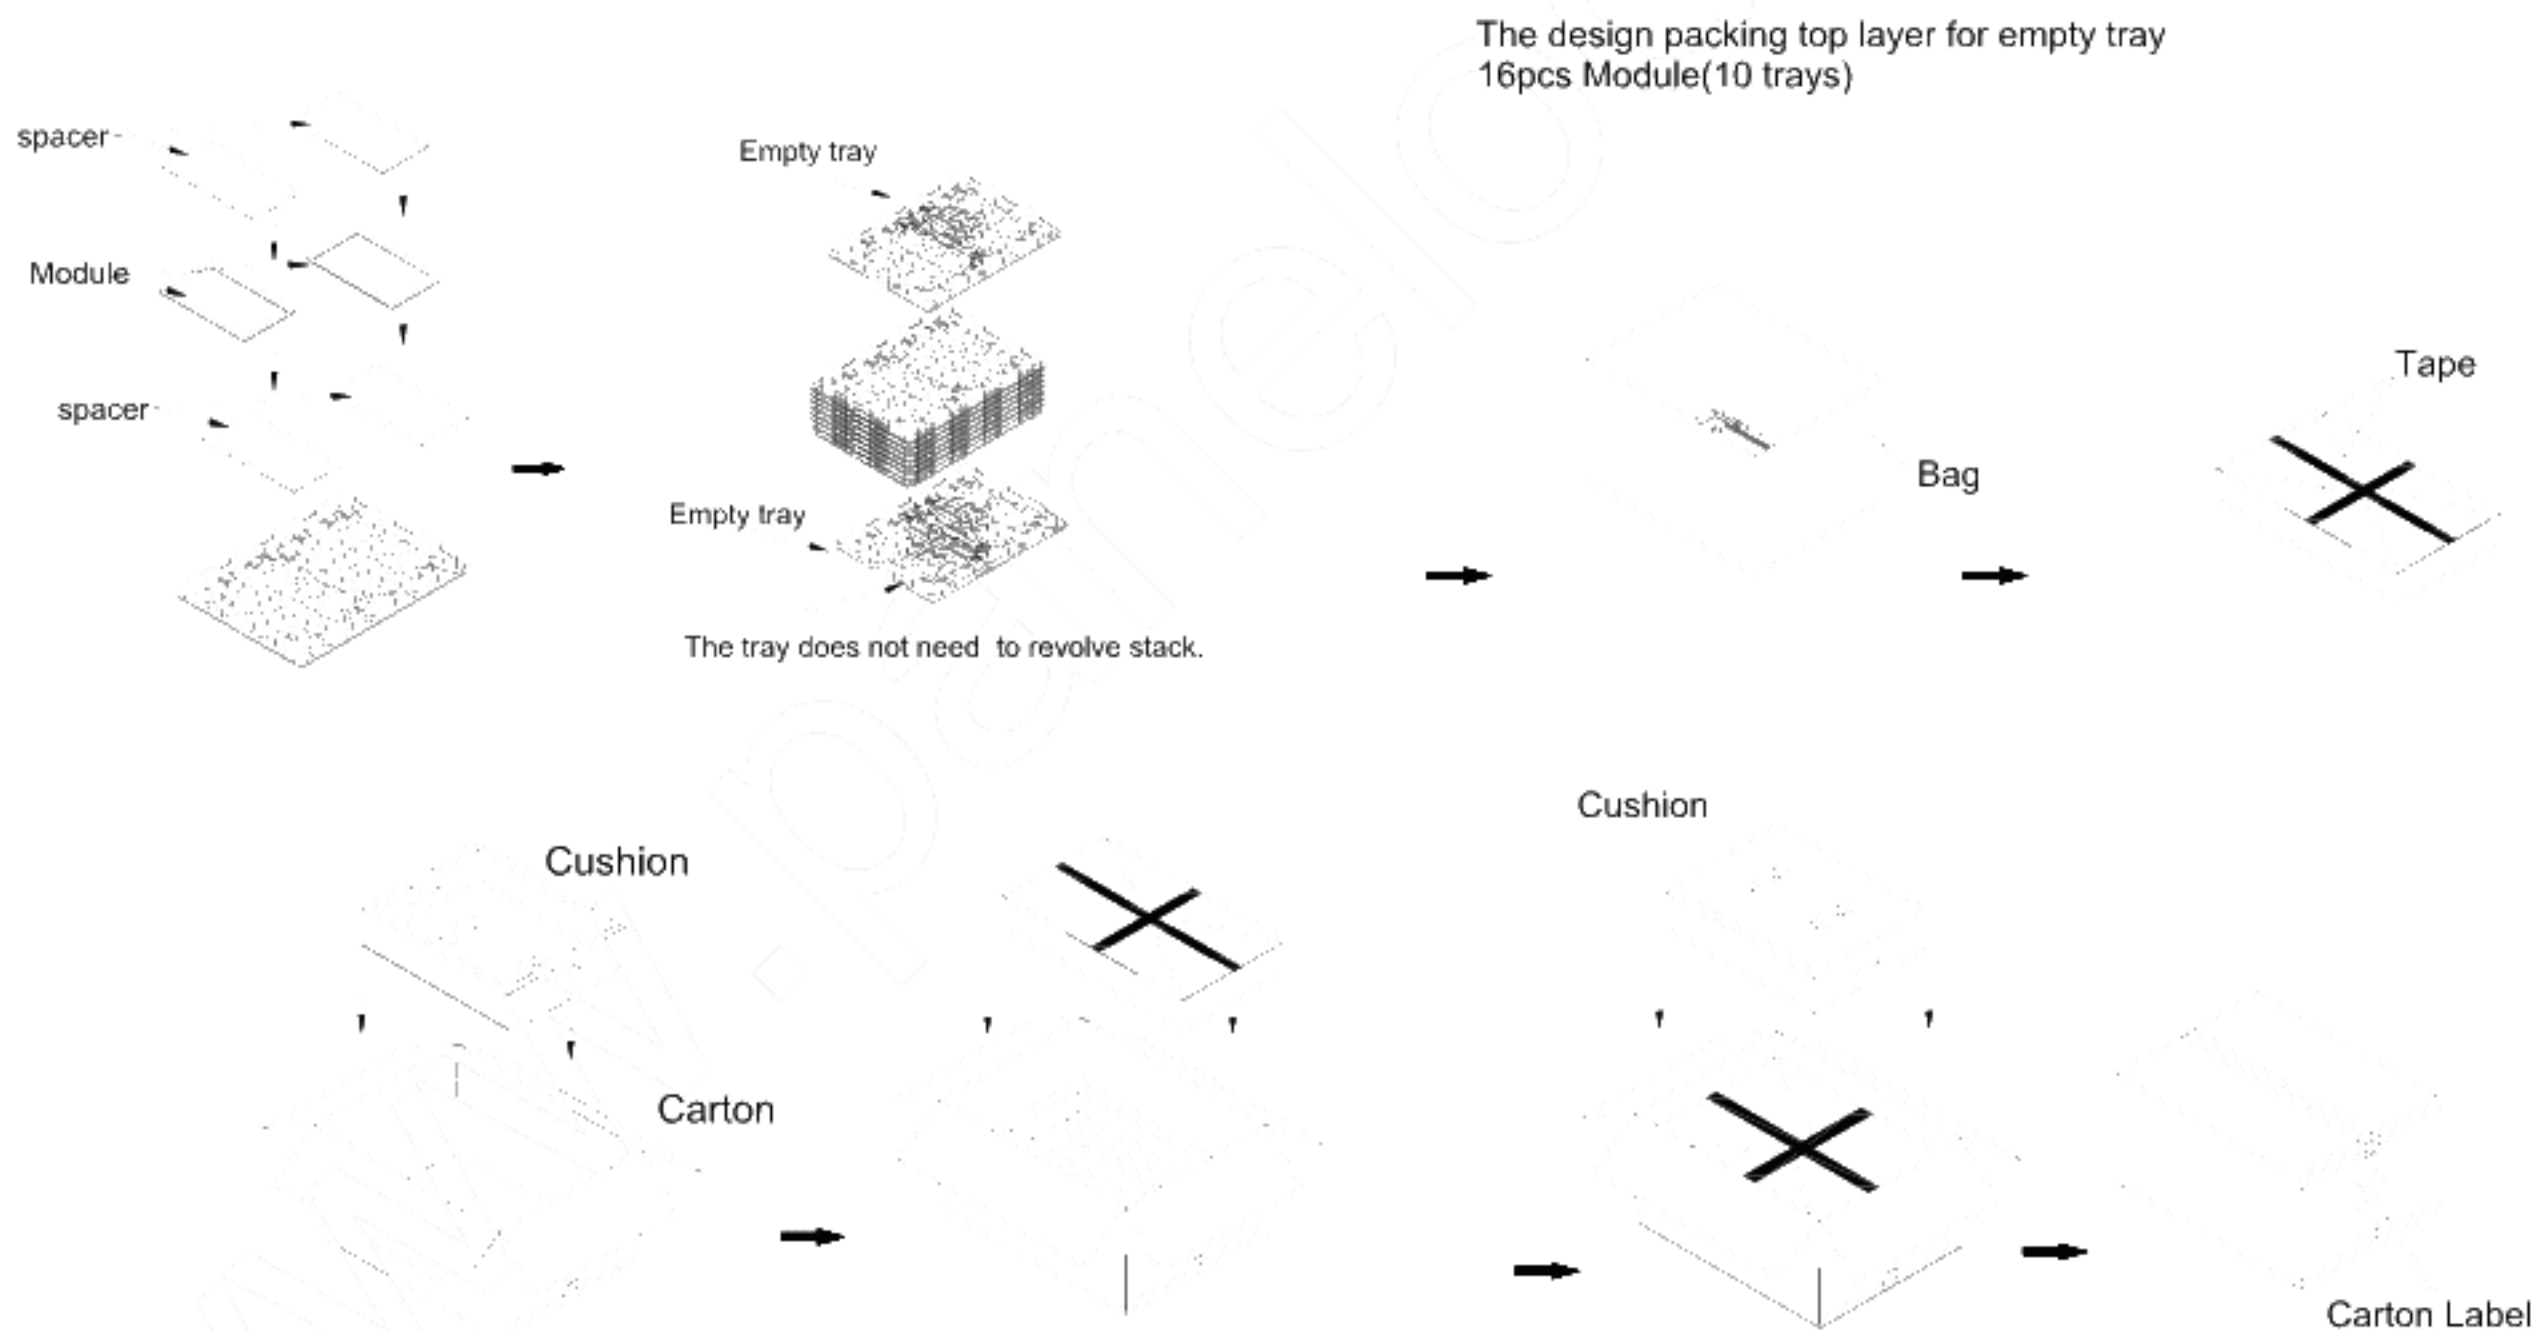 The design packing top layer for empty tray
16pcs Module(10 trays)
spacer
Empty tray
Module
Tape
spacer
Bag
Empty tray
The tray does not need to revolve stack.
Cushion
Cushion
Carton
Carton Label